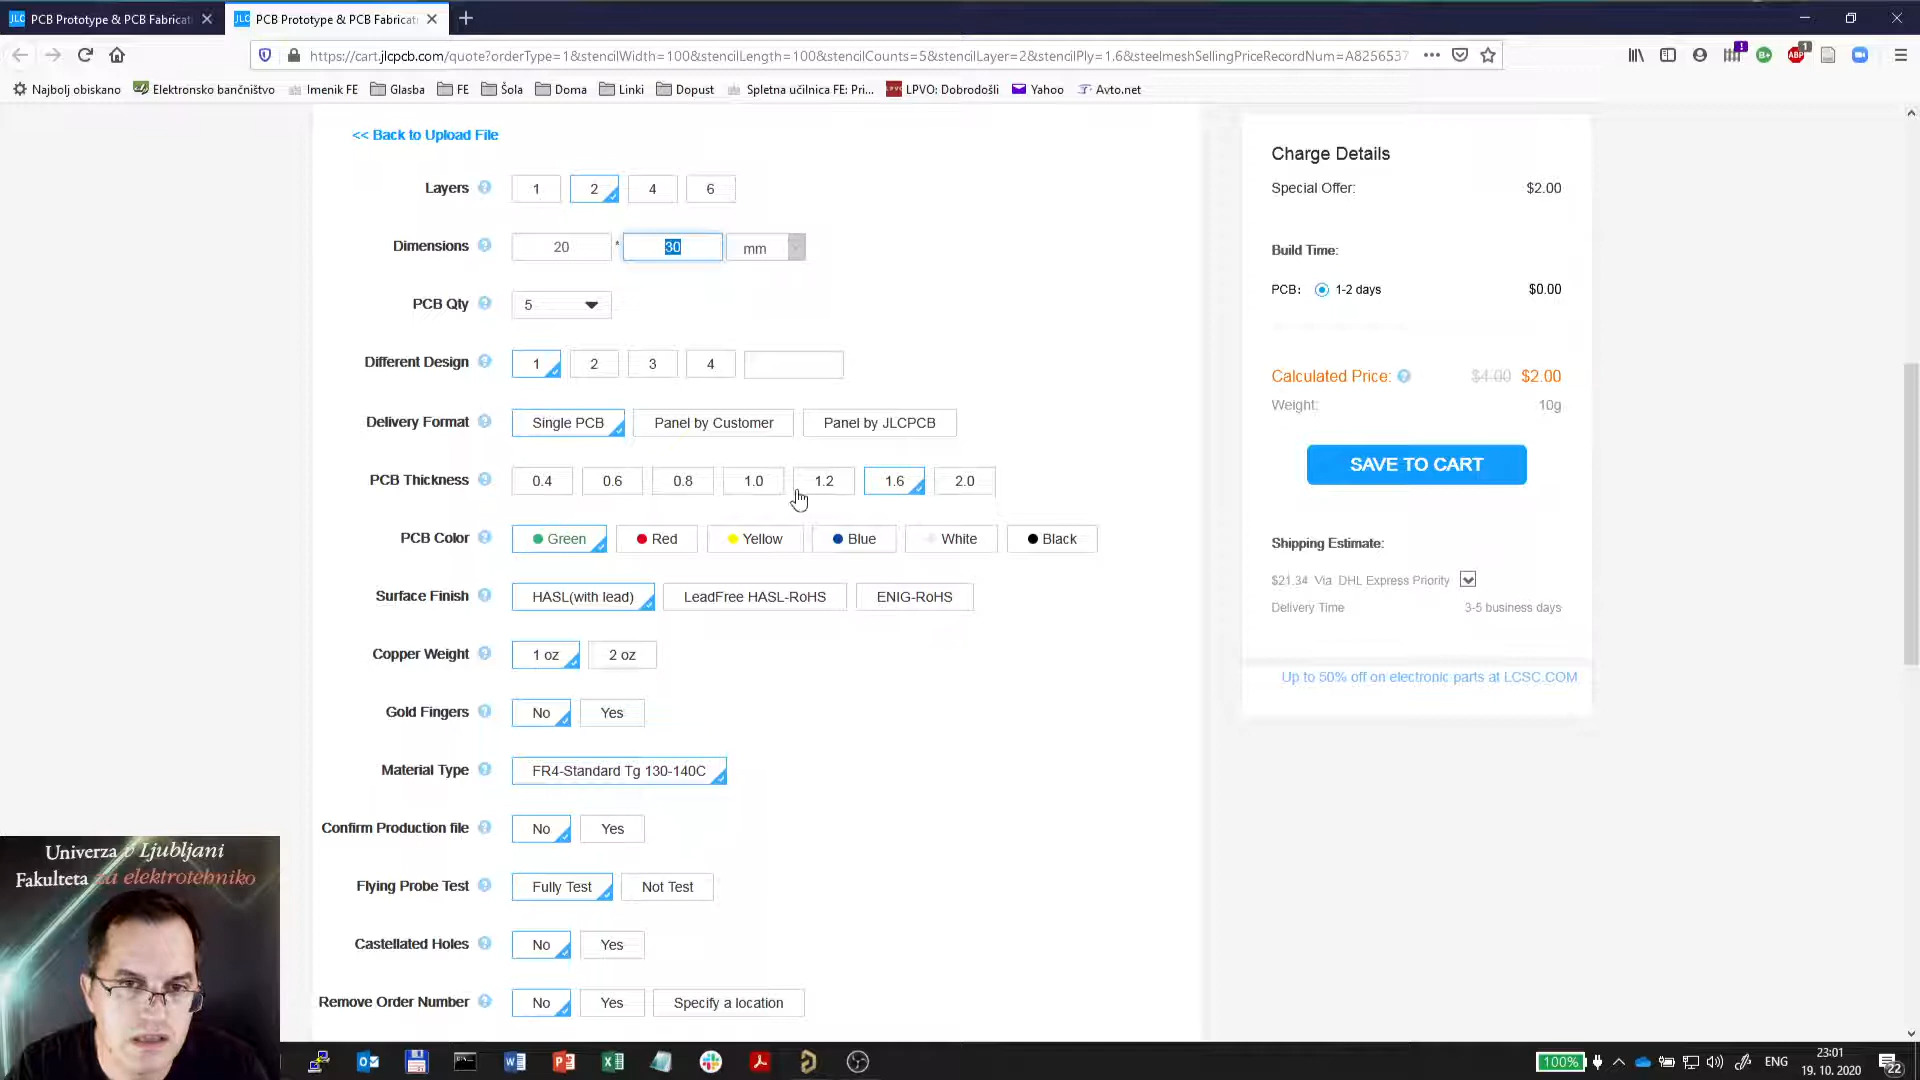 PCB Prototype & PCB Fabricat
PCB Prototype & PCB Fabricat
https://cart.jlcpcb.com/quote?orderType=1&stencilWidth=100&stencilLength=100&stencilCounts=5&stencilLayer=2&stencilPly=1.6&steelmeshSellingPriceRecordNum=A8256537
Najbolj obiskano Elektronsko bančništvo Imenik FE Glasba FE Šola Doma Linki Dopust Spletna učilnica FE: Pri... LPVO: Dobrodošli Yahoo Avto.net
<< Back to Upload File
Layers 1 2 4 6
Dimensions 20 * 30 mm
PCB Qty 5
Different Design 1 2 3 4
Delivery Format Single PCB Panel by Customer Panel by JLCPCB
PCB Thickness 0.4 0.6 0.8 1.0 1.2 1.6 2.0
PCB Color Green Red Yellow Blue White Black
Surface Finish HASL(with lead) LeadFree HASL-RoHS ENIG-RoHS
Copper Weight 1 oz 2 oz
Gold Fingers No Yes
Material Type FR4-Standard Tg 130-140C
Confirm Production file No Yes
Flying Probe Test Fully Test Not Test
Castellated Holes No Yes
Remove Order Number No Yes Specify a location
Charge Details
Special Offer: $2.00
Build Time:
PCB: 1-2 days $0.00
Calculated Price: $4.00 $2.00
Weight: 10g
SAVE TO CART
Shipping Estimate:
$21.34 Via DHL Express Priority
Delivery Time 3-5 business days
Up to 50% off on electronic parts at LCSC.COM
Univerza v Ljubljani
Fakulteta za elektrotehniko
100% ENG 23:01
19. 10. 2020 22